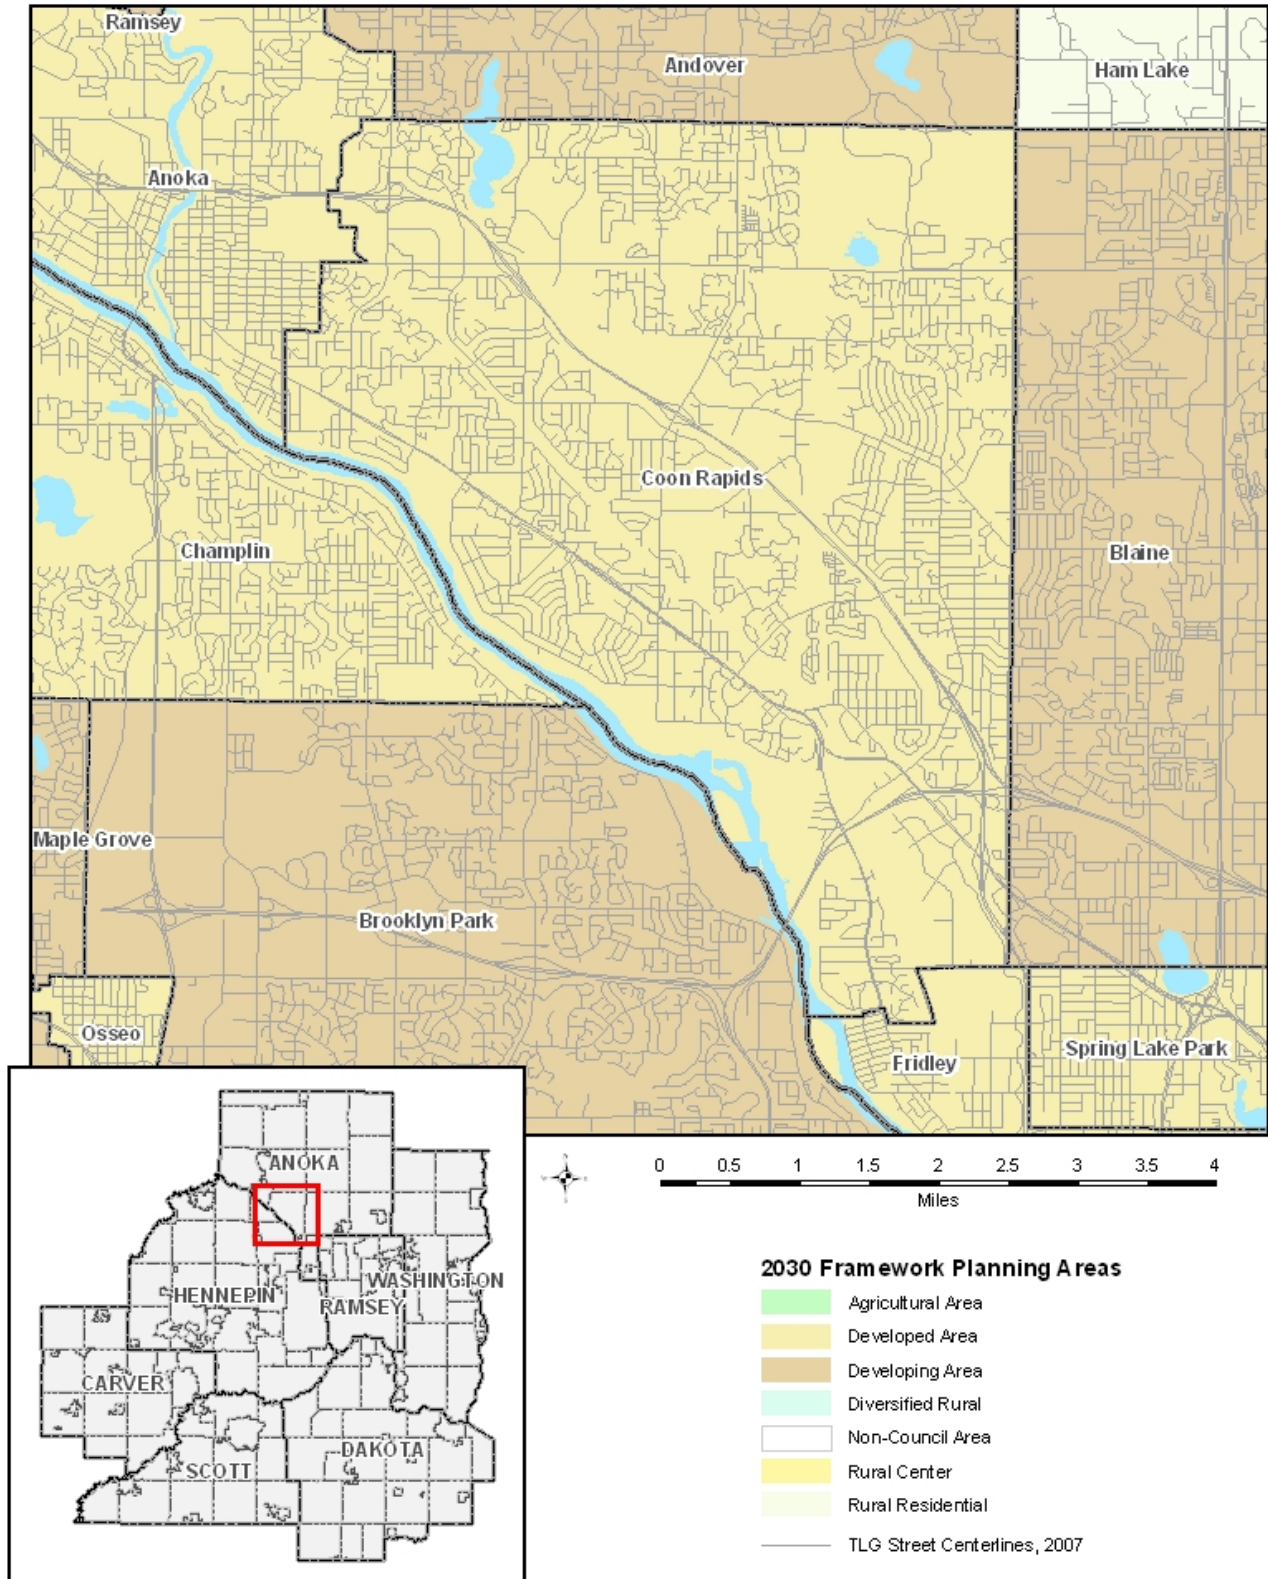 Ramsey
Andover
Ham Lake
Anoka
Coon Rapids
Champlin
Blaine
Maple Grove
Brooklyn Park
Osseo
Fridley
Spring Lake Park
ANOKA
HENNEPIN
WASHINGTON
RAMSEY
CARVER
SCOTT
DAKOTA
0 0.5 1 1.5 2 2.5 3 3.5 4
Miles
2030 Framework Planning Areas
Agricultural Area
Developed Area
Developing Area
Diversified Rural
Non-Council Area
Rural Center
Rural Residential
TLG Street Centerlines, 2007